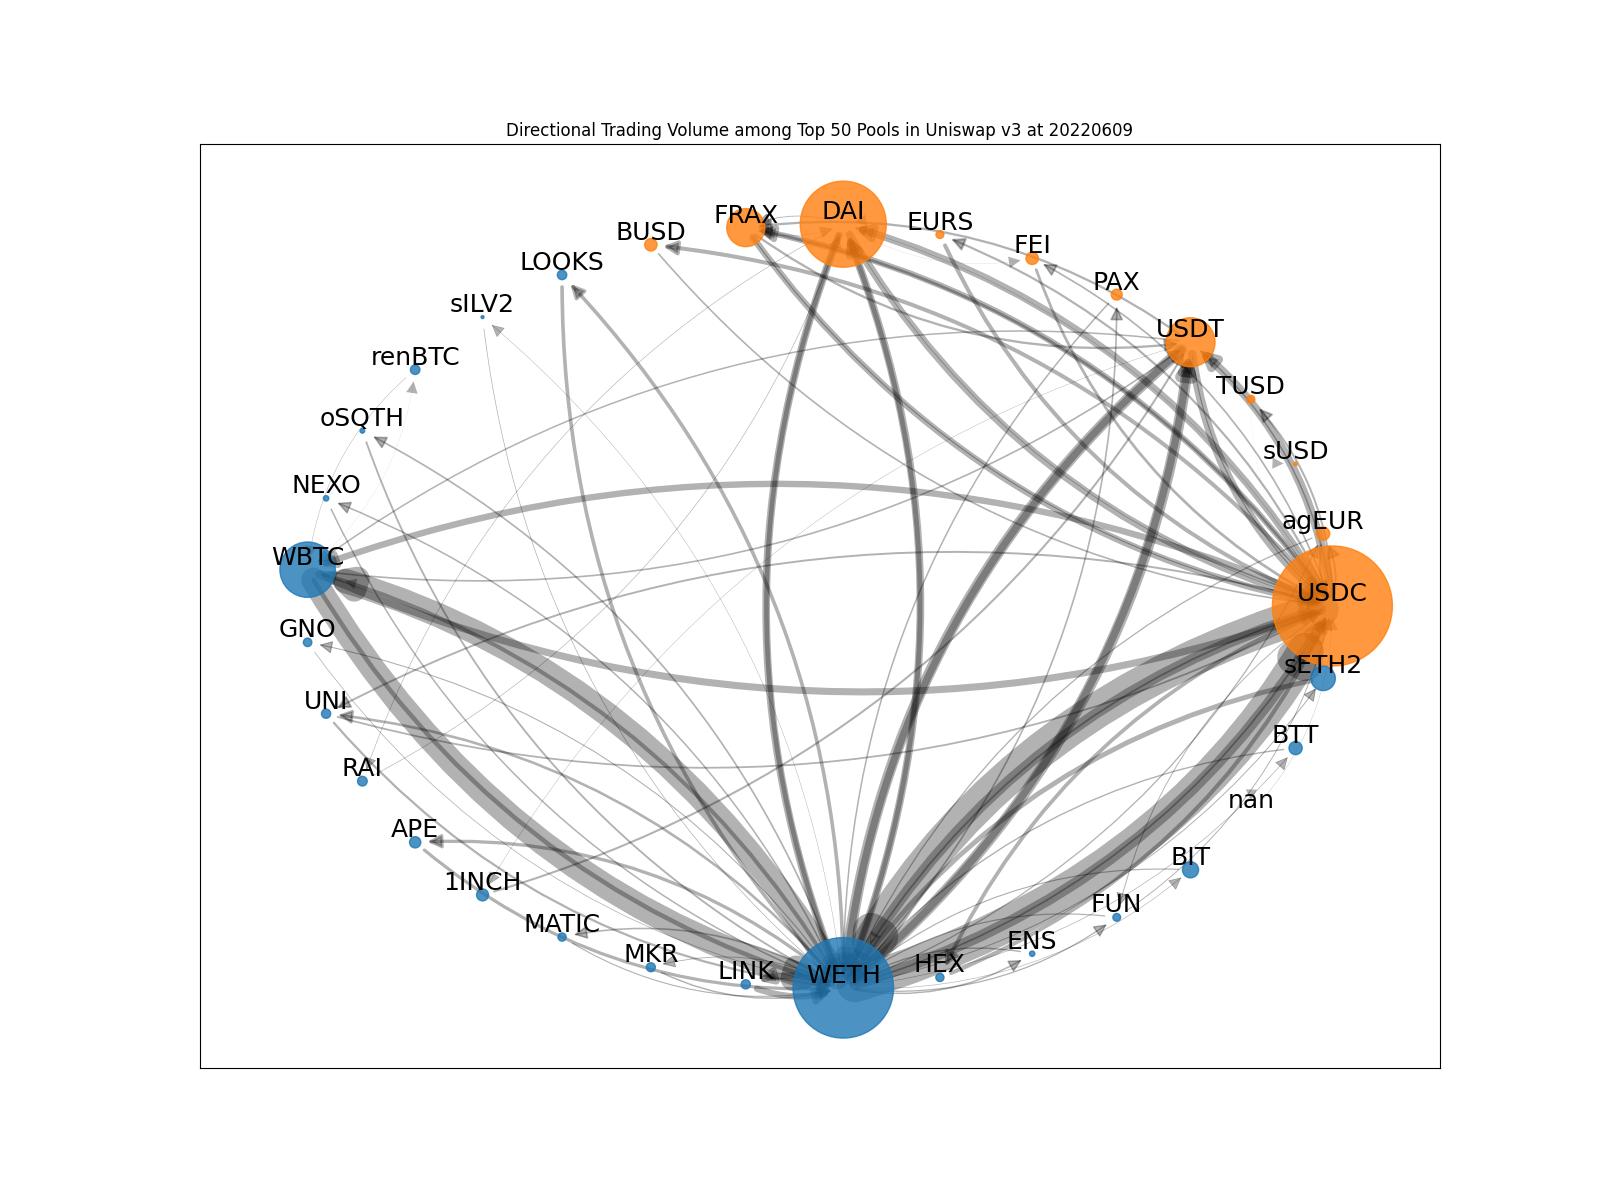 Directional Trading Volume among Top 50 Pools in Uniswap v3 at 20220609
DAI
FRAX
EURS
BUSD
FEI
LOOKS
PAX
sILV2
USDT
renBTC
TUSD
oSQTH
sUSD
NEXO
agEUR
WBTC
USDC
GNO
sETH2
UNI
BTT
RAI
nan
APE
BIT
1INCH
FUN
MATIC
ENS
MKR
HEX
LINK
WETH